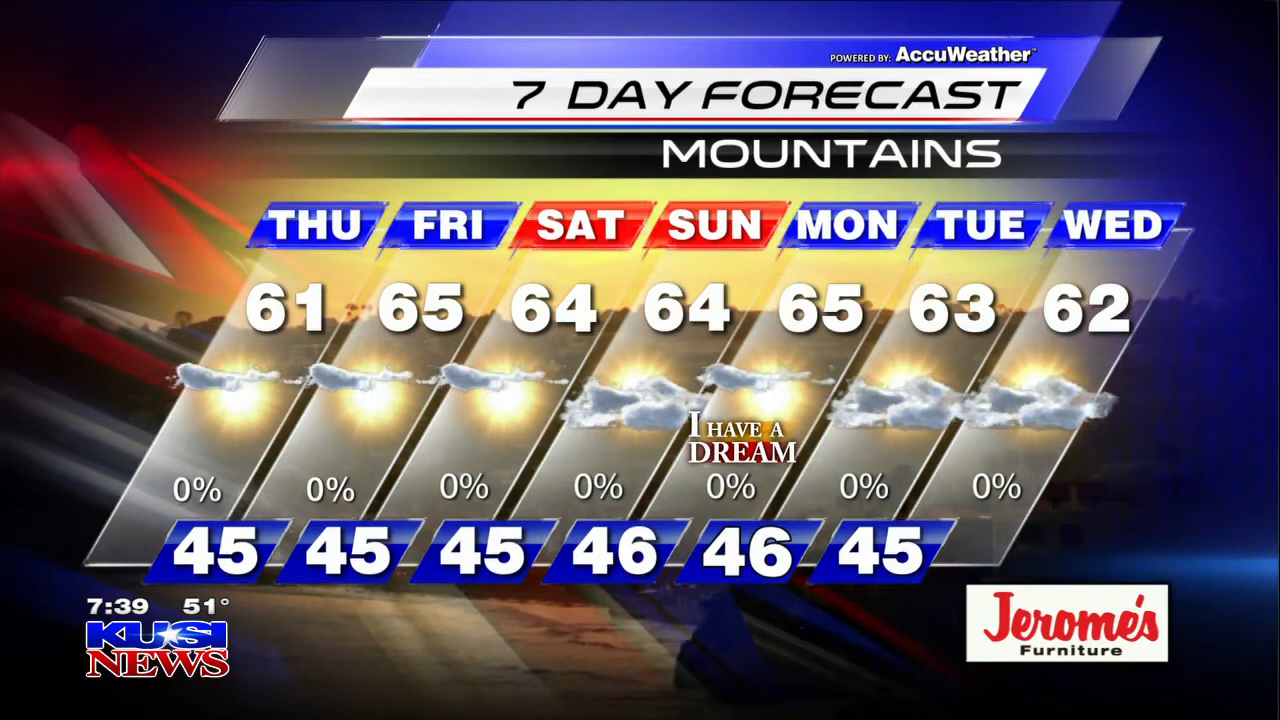 POWERED BY: AccuWeather™
7 DAY FORECAST
MOUNTAINS
THU FRI SAT SUN MON TUE WED
61 65 64 64 65 63 62
I HAVE A
DREAM
0% 0% 0% 0% 0% 0% 0%
45 45 45 46 46 45
7:39 51°
KUSI
NEWS
Jerome's
Furniture